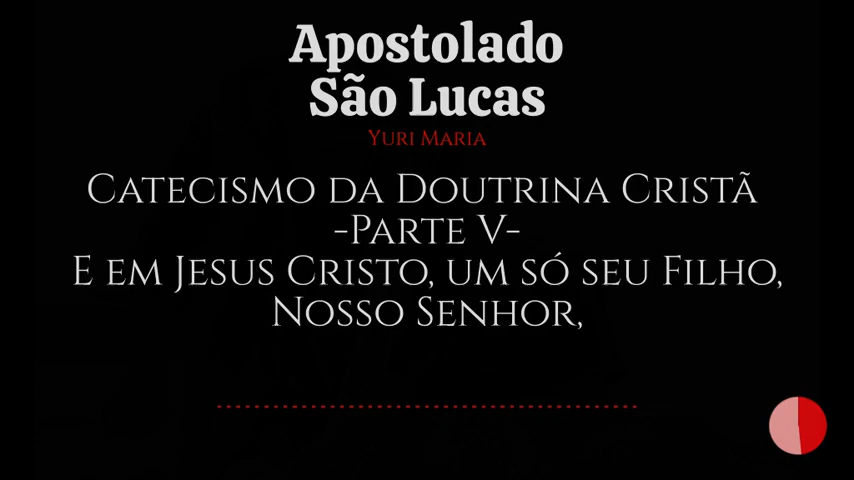 Apostolado
São Lucas
Yuri Maria
Catecismo da Doutrina Cristã
-Parte V-
E em Jesus Cristo, um só seu Filho,
Nosso Senhor,